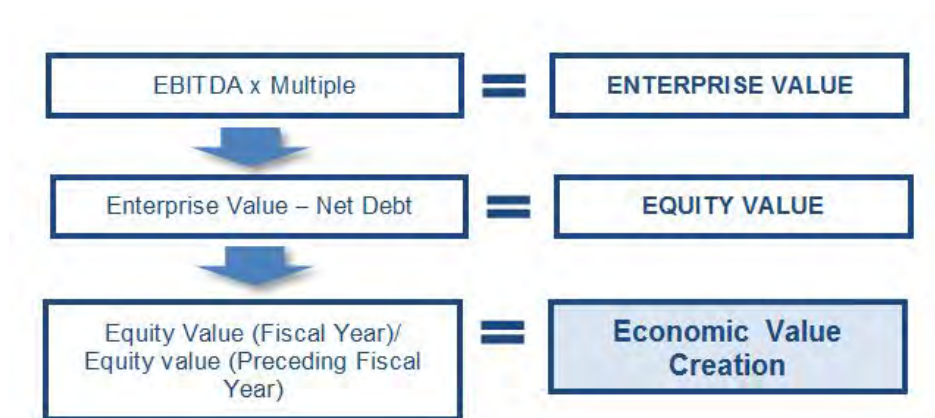 EBITDA x Multiple
=
ENTERPRISE VALUE
Enterprise Value – Net Debt
=
EQUITY VALUE
Equity Value (Fiscal Year)/
Equity value (Preceding Fiscal
Year)
=
Economic Value
Creation